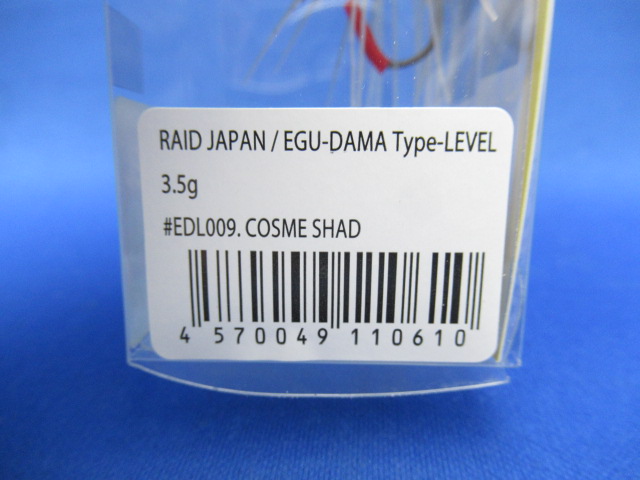 RAID JAPAN / EGU-DAMA Type-LEVEL
3.5g
#EDL009. COSME SHAD
4 570049 110610